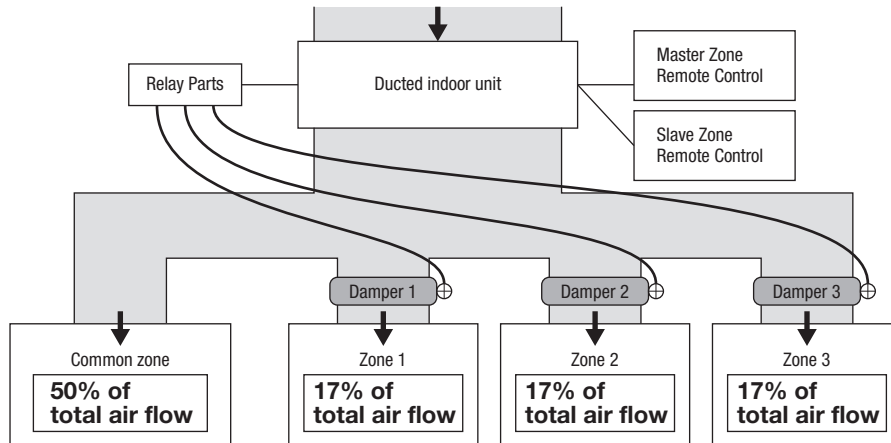 Relay Parts
Ducted indoor unit
Master Zone
Remote Control
Slave Zone
Remote Control
Damper 1
Damper 2
Damper 3
Common zone
50% of
total air flow
Zone 1
17% of
total air flow
Zone 2
17% of
total air flow
Zone 3
17% of
total air flow